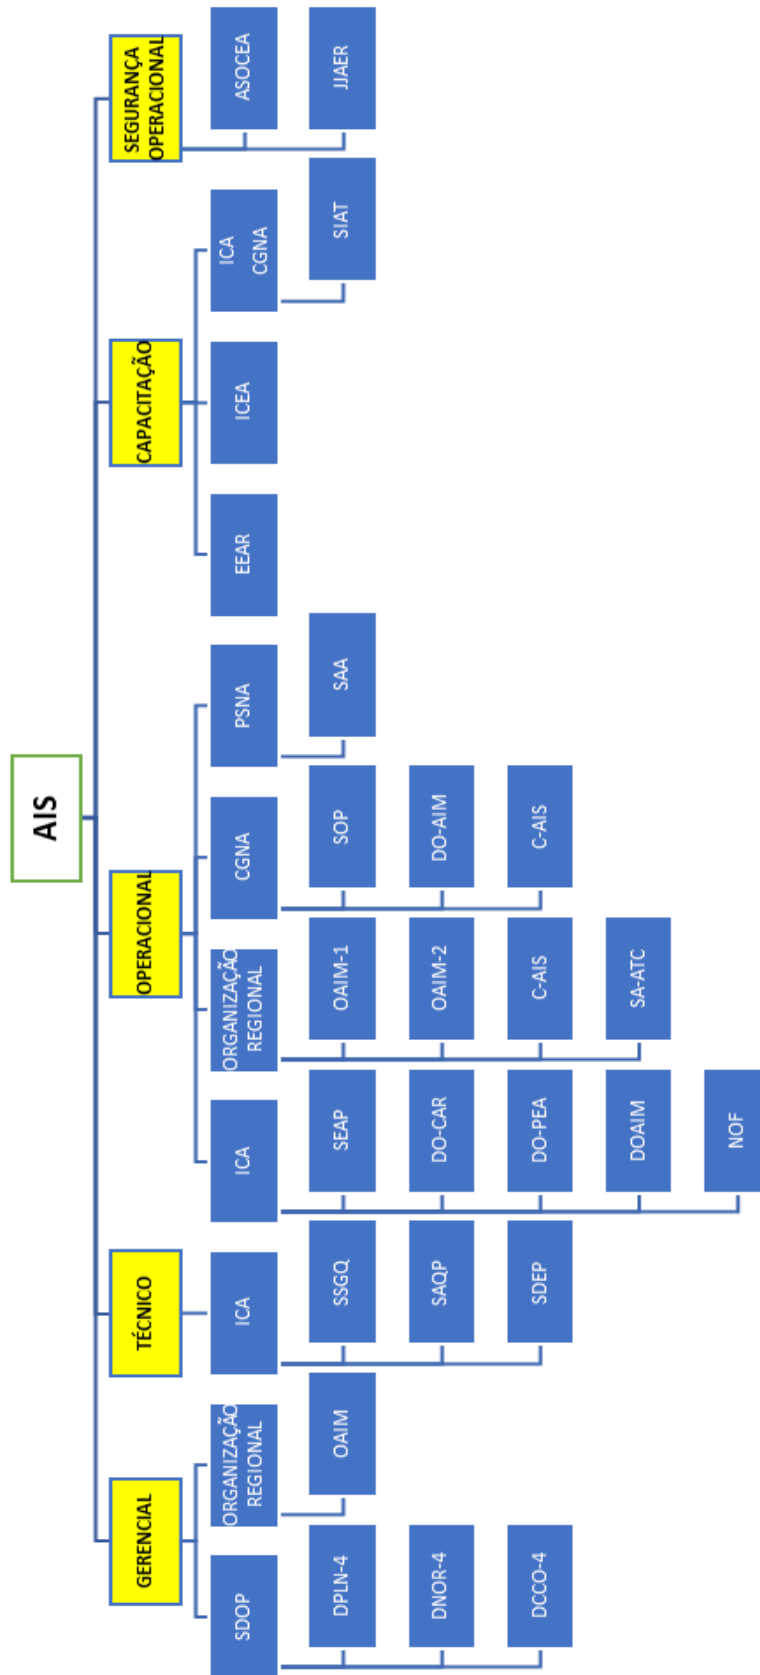 AIS
GERENCIAL
TÉCNICO
OPERACIONAL
CAPACITAÇÃO
SEGURANÇA
OPERACIONAL
SDOP
DPLN-4
DNOR-4
DCCO-4
ORGANIZAÇÃO
REGIONAL
OAIM
ICA
SSGQ
SAQP
SDEP
ICA
SEAP
DO-CAR
DO-PEA
DOAIM
NOF
ORGANIZAÇÃO
REGIONAL
OAIM-1
OAIM-2
C-AIS
SA-ATC
CGNA
SOP
DO-AIM
C-AIS
PSNA
SAA
EEAR
ICEA
ICA
CGNA
SIAT
ASOCEA
JJAER